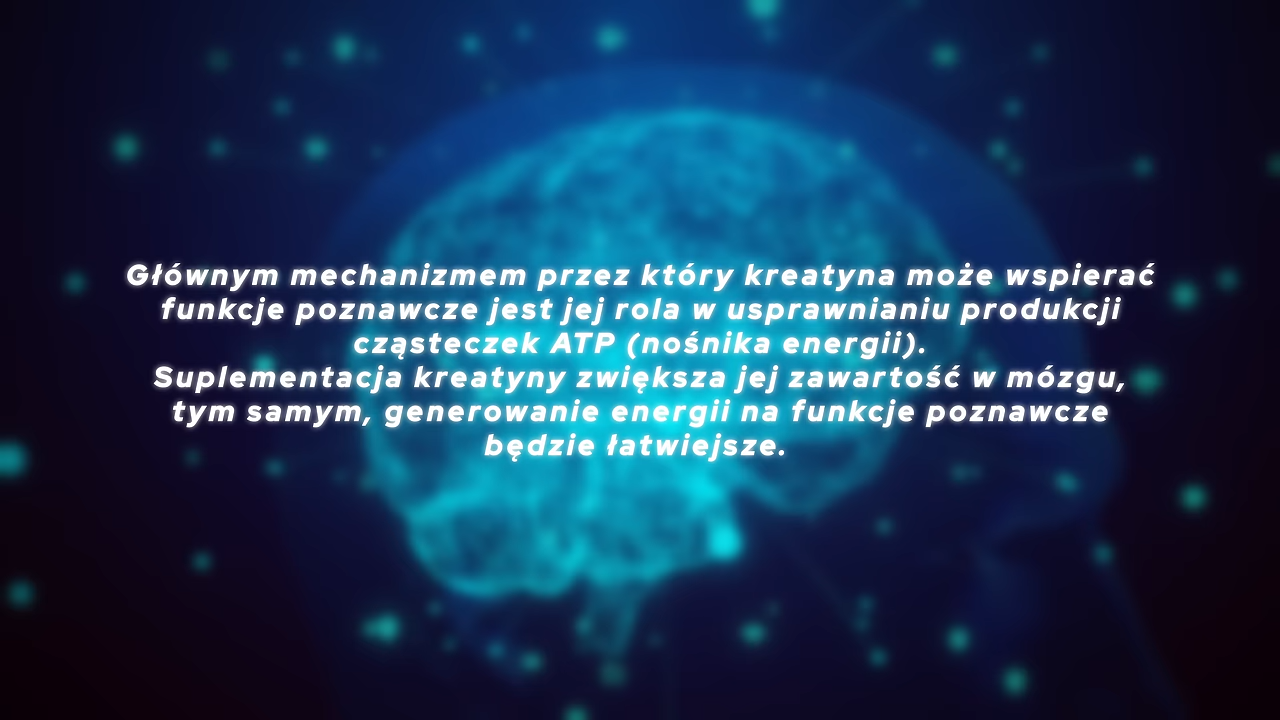 Głównym mechanizmem przez który kreatyna może wspierać
funkcje poznawcze jest jej rola w usprawnianiu produkcji
cząsteczek ATP (nośnika energii).
Suplementacja kreatyny zwiększa jej zawartość w mózgu,
tym samym, generowanie energii na funkcje poznawcze
będzie łatwiejsze.